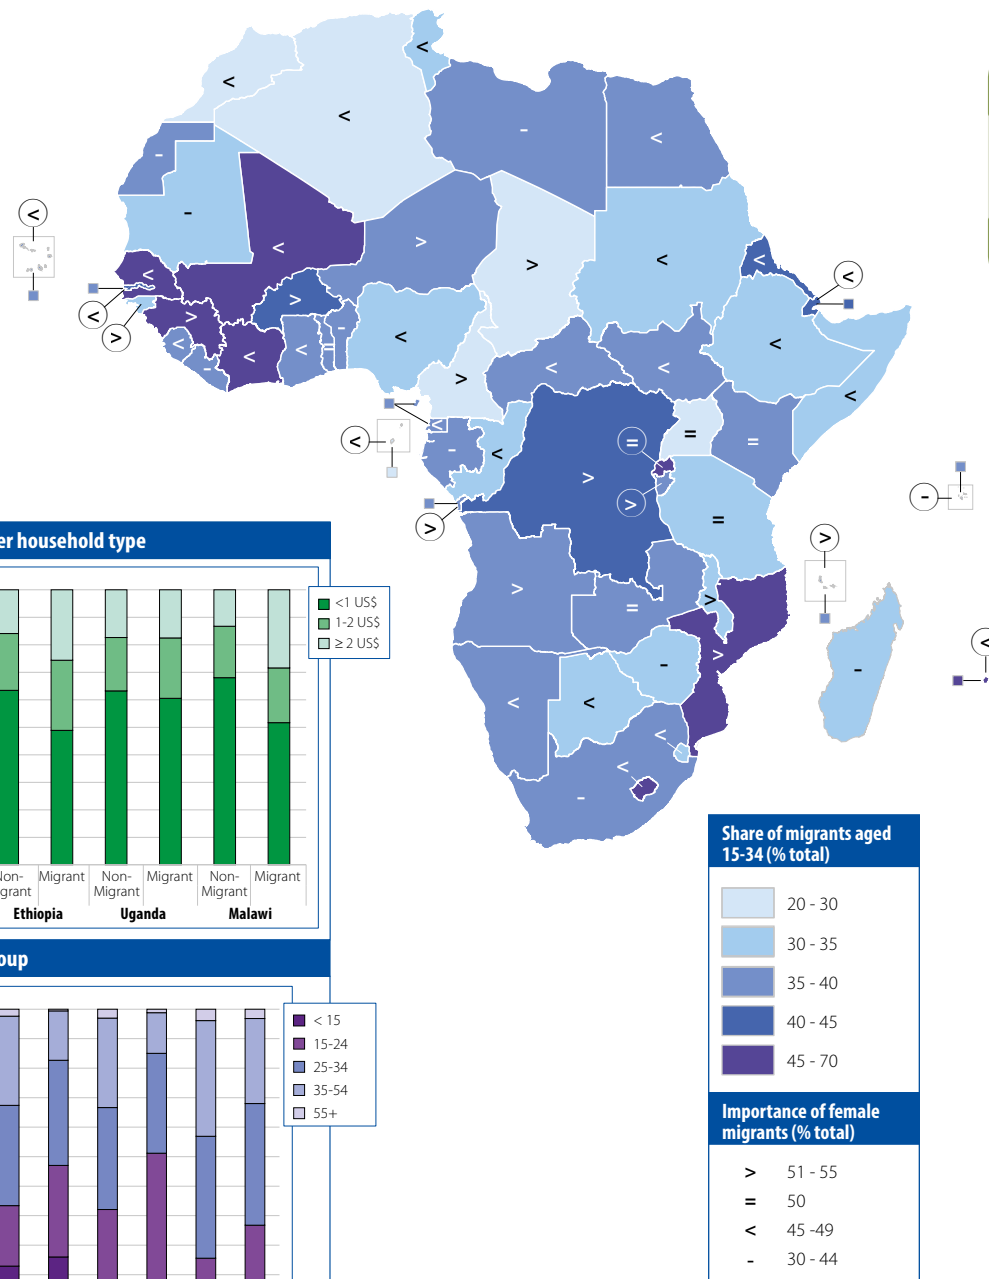 <
<
<
-
<
-
-
<
<
>
>
<
<
<
<
<
>
>
>
<
<
-
<
<
-
=
<
<
<
>
<
<
<
-
<
=
=
<
>
=
>
-
>
=
>
>
=
>
>
<
-
<
<
<
<
-
-
er household type
<1 US$
1-2 US$
≥ 2 US$
Non-
Migrant
Non-
Migrant
Non-
Migrant
grant
Migrant
Migrant
Ethiopia
Uganda
Malawi
oup
< 15
15-24
25-34
35-54
55+
Share of migrants aged
15-34 (% total)
20 - 30
30 - 35
35 - 40
40 - 45
45 - 70
Importance of female
migrants (% total)
> 51 - 55
= 50
< 45 -49
- 30 - 44